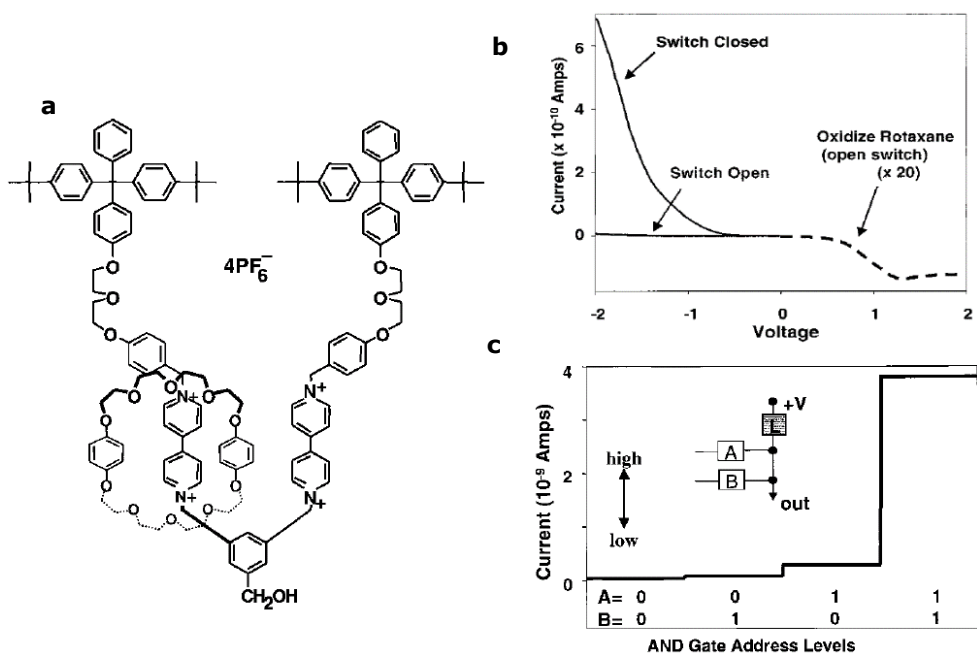 a
4PF6−
O
O
O
O
O
O
N+
N+
N+
N+
O
O
O
O
O
O
O
O
O
O
CH2OH
b
Current (x 10-10 Amps)
6
4
2
0
Switch Closed
Switch Open
Oxidize Rotaxane
(open switch)
(x 20)
-2
-1
0
1
2
Voltage
c
Current (10-9 Amps)
4
2
0
high
low
+V
L
A
B
out
A= 0 0 1 1
B= 0 1 0 1
AND Gate Address Levels